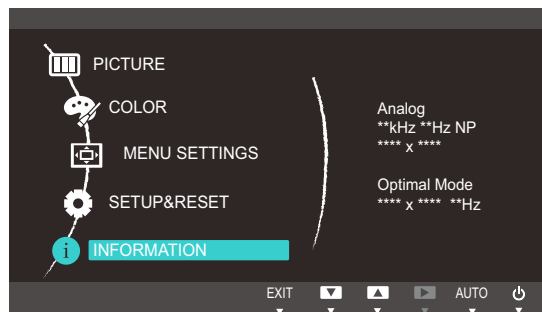 PICTURE
COLOR
MENU SETTINGS
SETUP&RESET
i INFORMATION
Analog
**kHz **Hz NP
**** x ****
Optimal Mode
**** x **** **Hz
EXIT AUTO